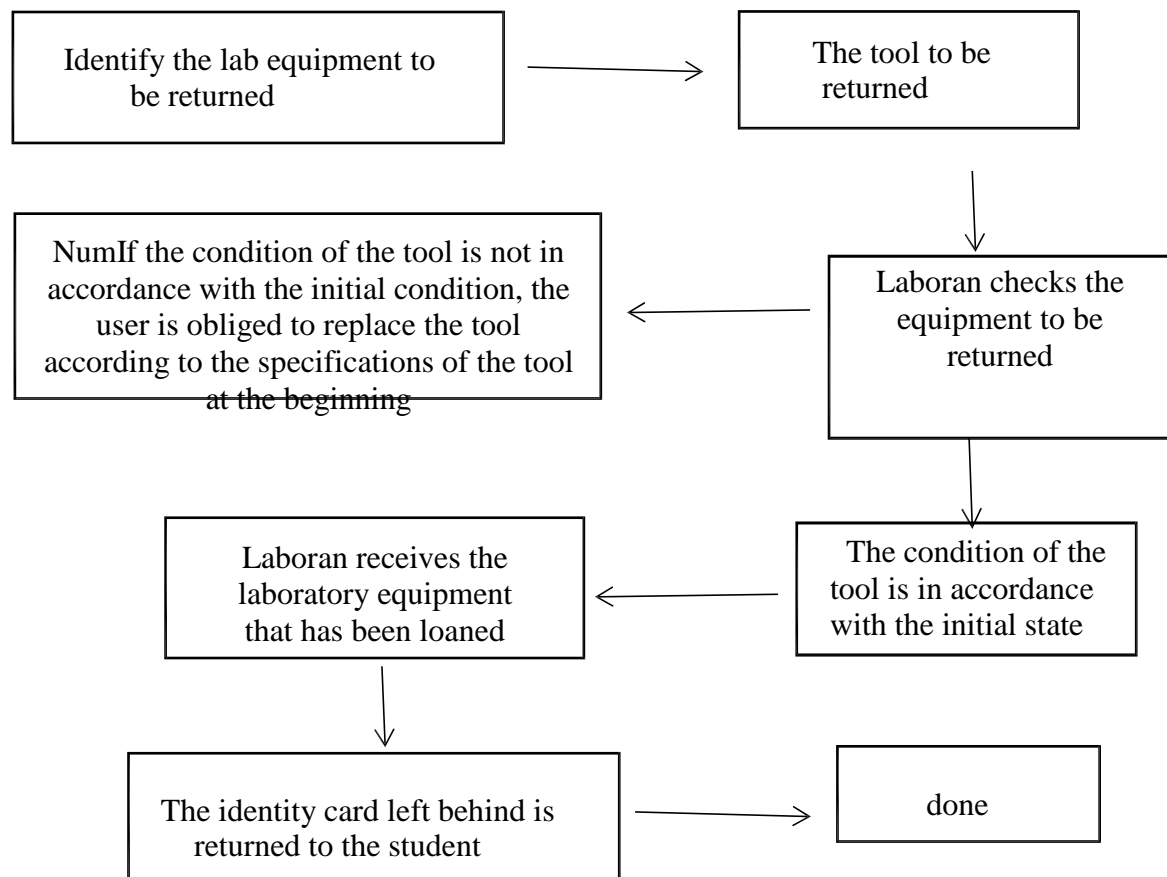 Identify the lab equipment to
be returned
The tool to be
returned
NumIf the condition of the tool is not in
accordance with the initial condition, the
user is obliged to replace the tool
according to the specifications of the tool
at the beginning
Laboran checks the
equipment to be
returned
The condition of the
tool is in accordance
with the initial state
Laboran receives the
laboratory equipment
that has been loaned
The identity card left behind is
returned to the student
done